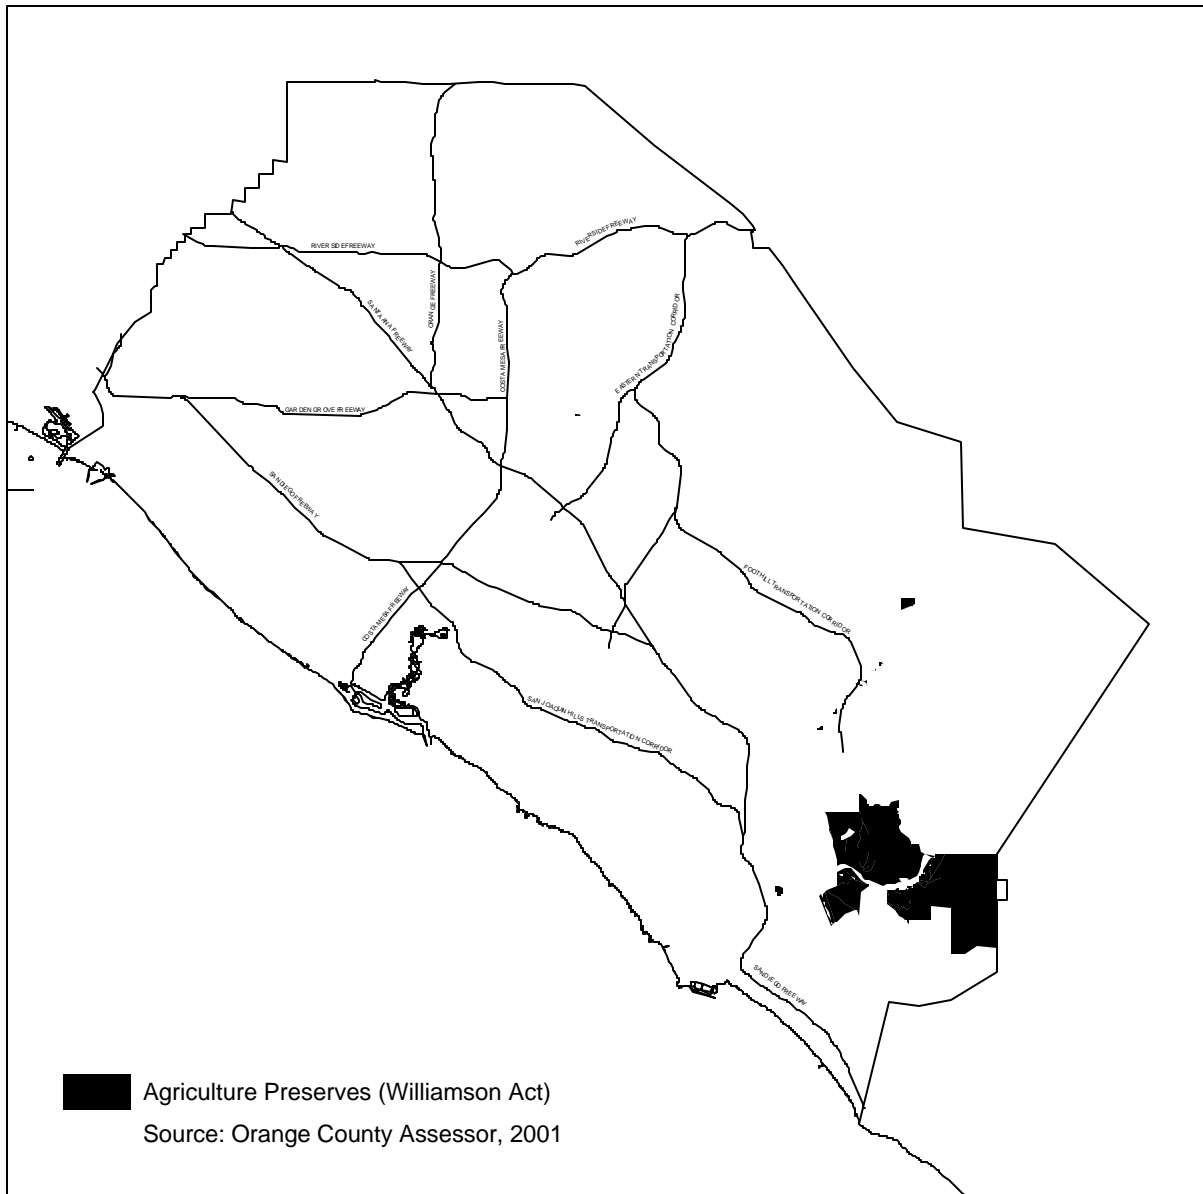 RIVERSIDE FREEWAY
RIVERSIDE FREEWAY
SANTA ANA FREEWAY
ORANGE FREEWAY
COSTA MESA FREEWAY
EASTERN TRANSPORTATION CORRIDOR
GARDEN GROVE FREEWAY
SAN DIEGO FREEWAY
FOOTHILL TRANSPORTATION CORRIDOR
COSTA MESA FREEWAY
SAN JOAQUIN HILLS TRANSPORTATION CORRIDOR
SAN DIEGO FREEWAY
Agriculture Preserves (Williamson Act)
Source: Orange County Assessor, 2001